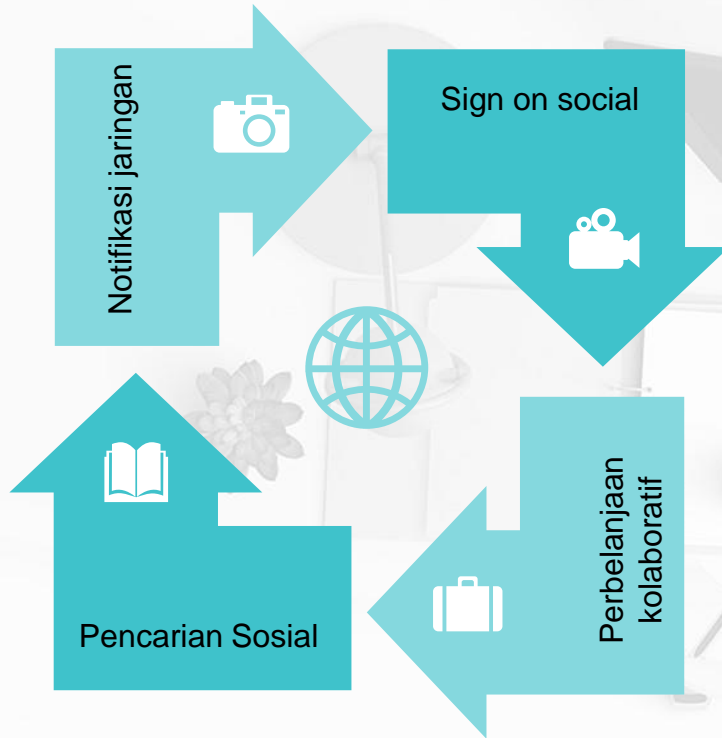 Notifikasi jaringan
Sign on social
Perbelanjaan
kolaboratif
Pencarian Sosial